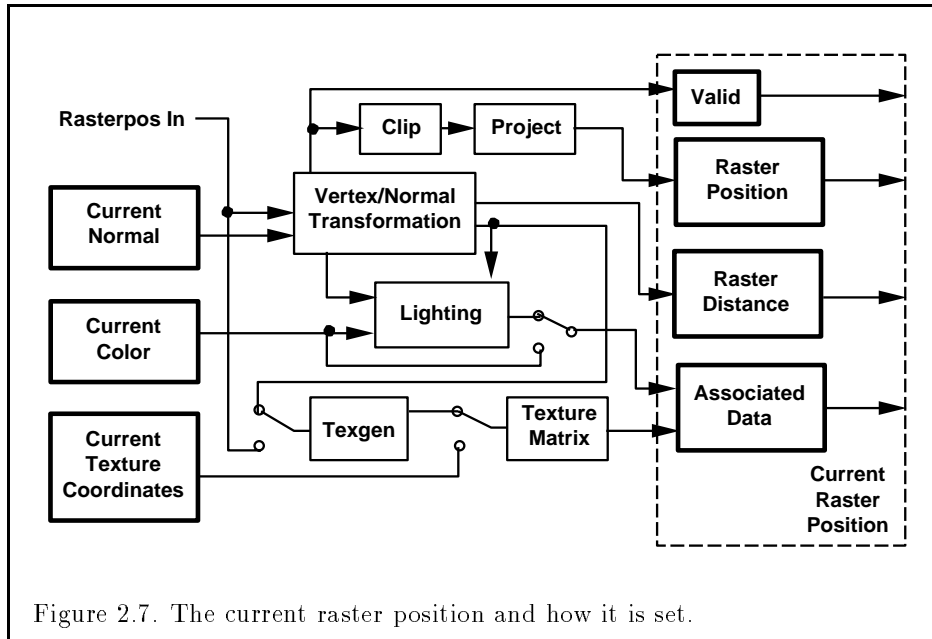 Rasterpos In
Current
Normal
Current
Color
Current
Texture
Coordinates
Clip
Project
Vertex/Normal
Transformation
Lighting
Texgen
Texture
Matrix
Valid
Raster
Position
Raster
Distance
Associated
Data
Current
Raster
Position
Figure 2.7. The current raster position and how it is set.